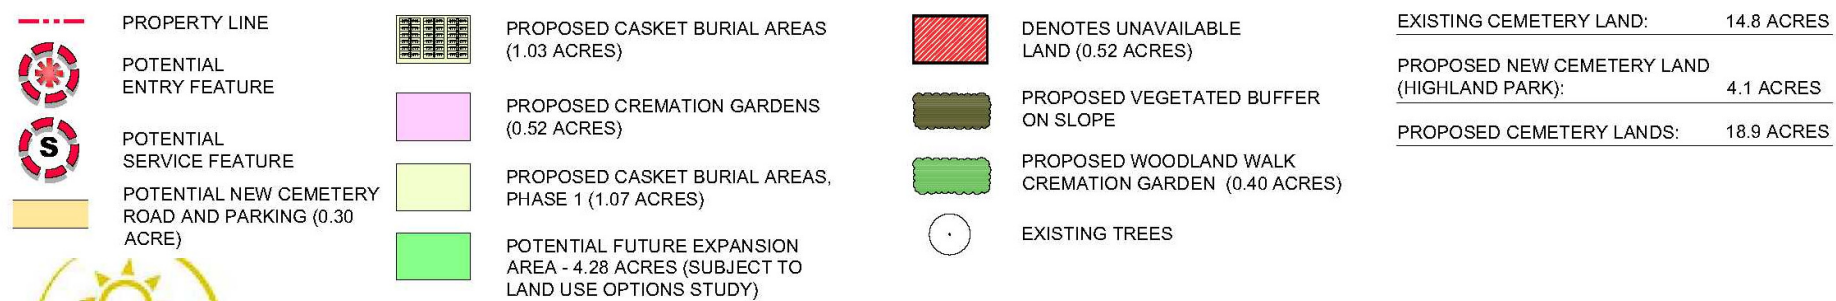 PROPERTY LINE
POTENTIAL
ENTRY FEATURE
S
POTENTIAL
SERVICE FEATURE
POTENTIAL NEW CEMETERY
ROAD AND PARKING (0.30
ACRE)
PROPOSED CASKET BURIAL AREAS
(1.03 ACRES)
PROPOSED CREMATION GARDENS
(0.52 ACRES)
PROPOSED CASKET BURIAL AREAS,
PHASE 1 (1.07 ACRES)
POTENTIAL FUTURE EXPANSION
AREA - 4.28 ACRES (SUBJECT TO
LAND USE OPTIONS STUDY)
DENOTES UNAVAILABLE
LAND (0.52 ACRES)
PROPOSED VEGETATED BUFFER
ON SLOPE
PROPOSED WOODLAND WALK
CREMATION GARDEN (0.40 ACRES)
EXISTING TREES
EXISTING CEMETERY LAND: 14.8 ACRES
PROPOSED NEW CEMETERY LAND
(HIGHLAND PARK): 4.1 ACRES
PROPOSED CEMETERY LANDS: 18.9 ACRES